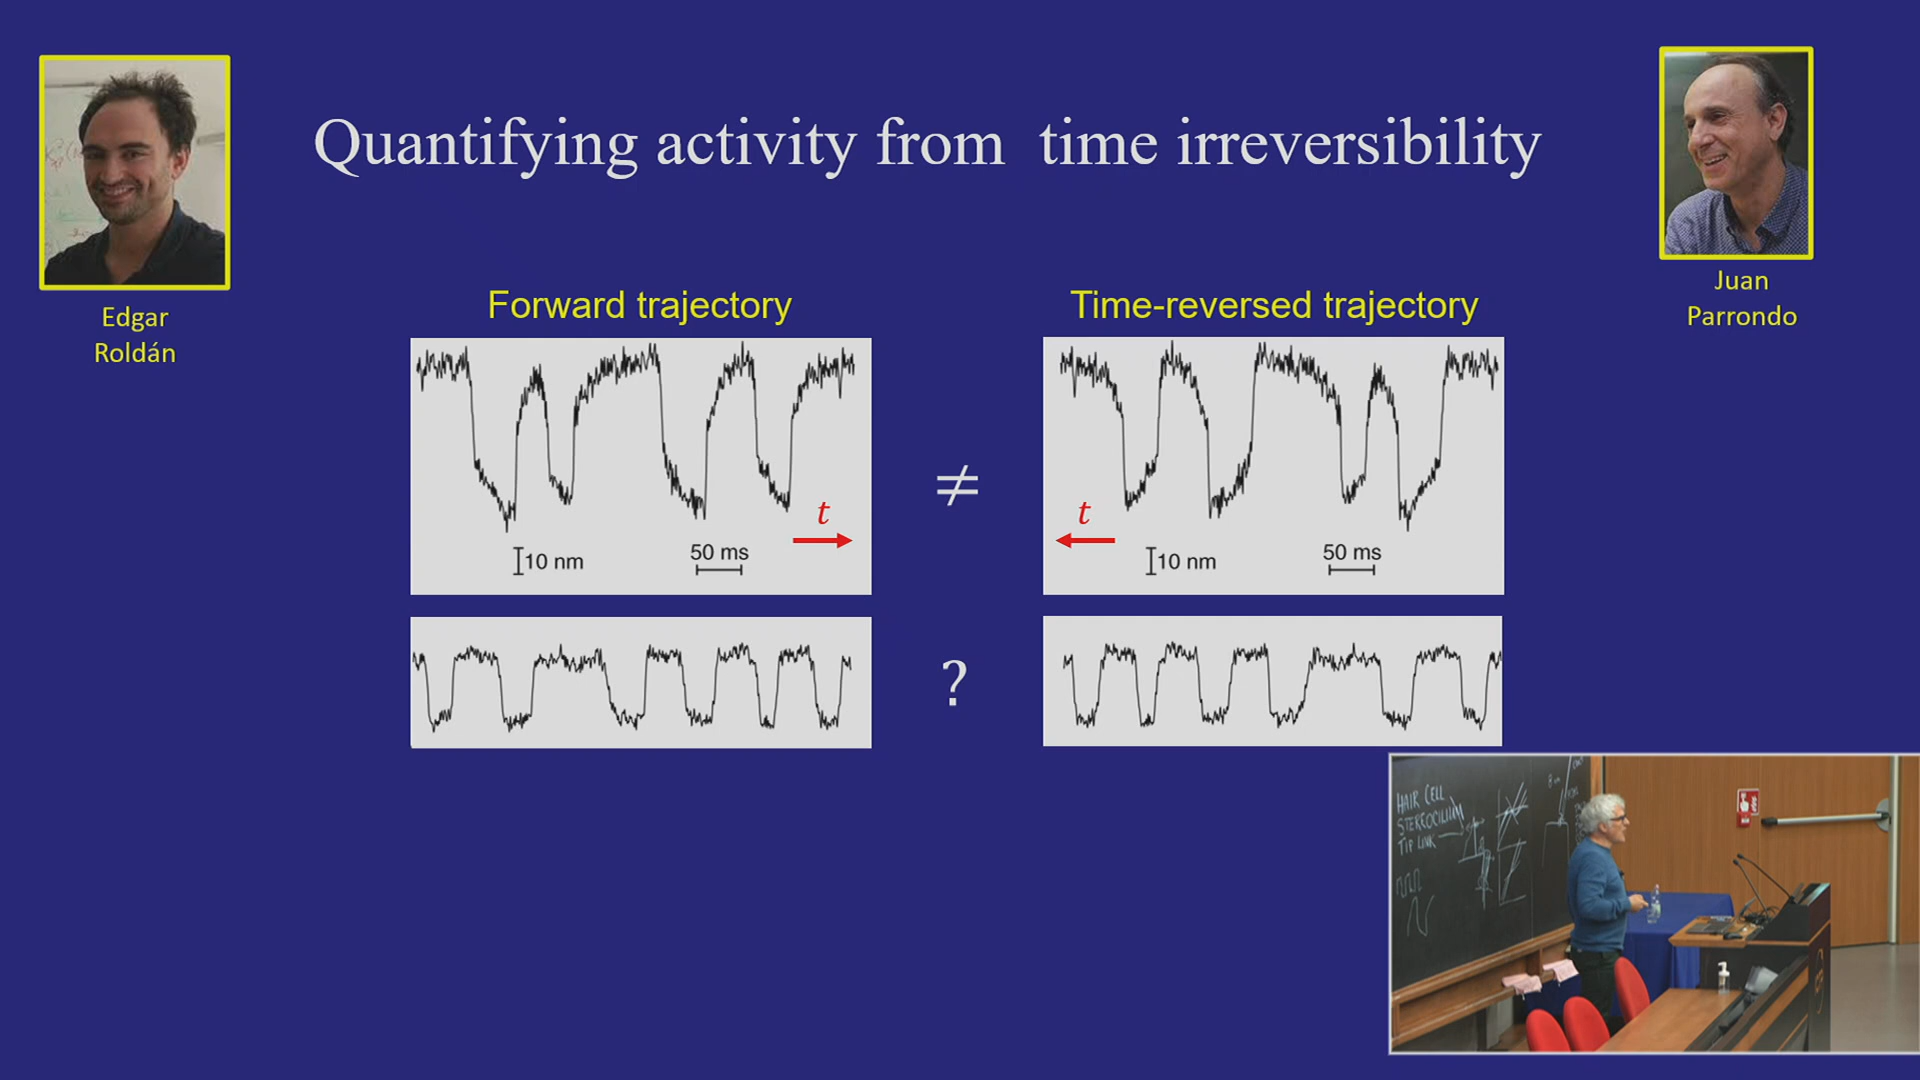 Quantifying activity from time irreversibility
Edgar
Roldán
Juan
Parrondo
Forward trajectory
Time-reversed trajectory
t
10 nm
50 ms
≠
t
10 nm
50 ms
?
HAIR CELL
STEREOCILIUM
TIP LINK